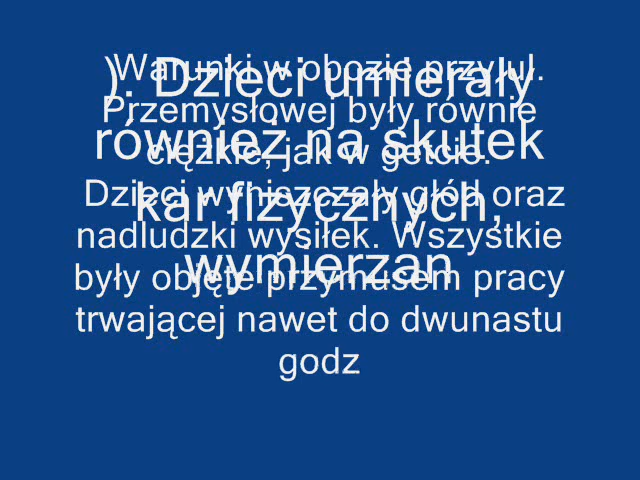 Warunki w obozie przy ul.
Przemysłowej były równie
ciężkie, jak w getcie.
Dzieci wyniszczały głód oraz
nadludzki wysiłek. Wszystkie
były objęte przymusem pracy
trwającej nawet do dwunastu
godz
). Dzieci umierały
również na skutek
kar fizycznych,
wymierzan